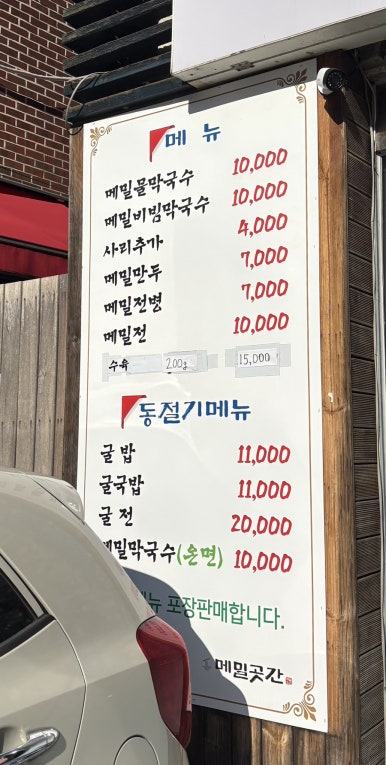 메 뉴
메밀물막국수 10,000
메밀비빔막국수 10,000
사리추가 4,000
메밀만두 7,000
메밀전병 7,000
메밀전 10,000
수육 200g 15,000
동절기메뉴
굴 밥 11,000
굴국밥 11,000
굴 전 20,000
메밀막국수(온면) 10,000
메뉴 포장판매합니다.
메밀곳간